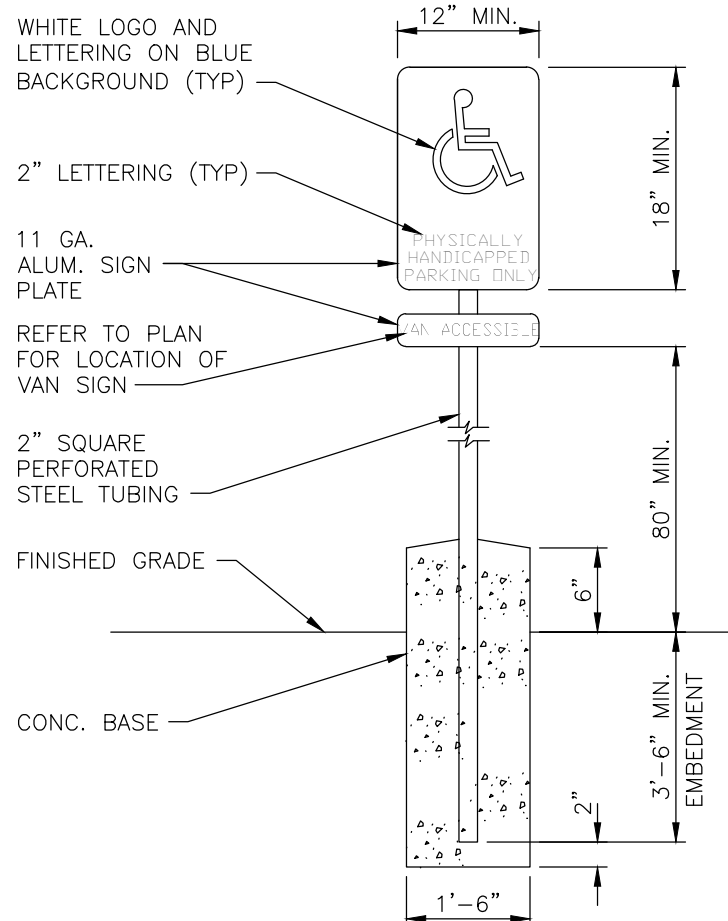 WHITE LOGO AND
LETTERING ON BLUE
BACKGROUND (TYP)
12” MIN.
2” LETTERING (TYP)
18” MIN.
PHYSICALLY
HANDICAPPED
PARKING ONLY
11 GA.
ALUM. SIGN
PLATE
VAN ACCESSIBLE
REFER TO PLAN
FOR LOCATION OF
VAN SIGN
2” SQUARE
PERFORATED
STEEL TUBING
80” MIN.
FINISHED GRADE
6”
CONC. BASE
3’-6” MIN.
EMBEDMENT
2”
1’-6”